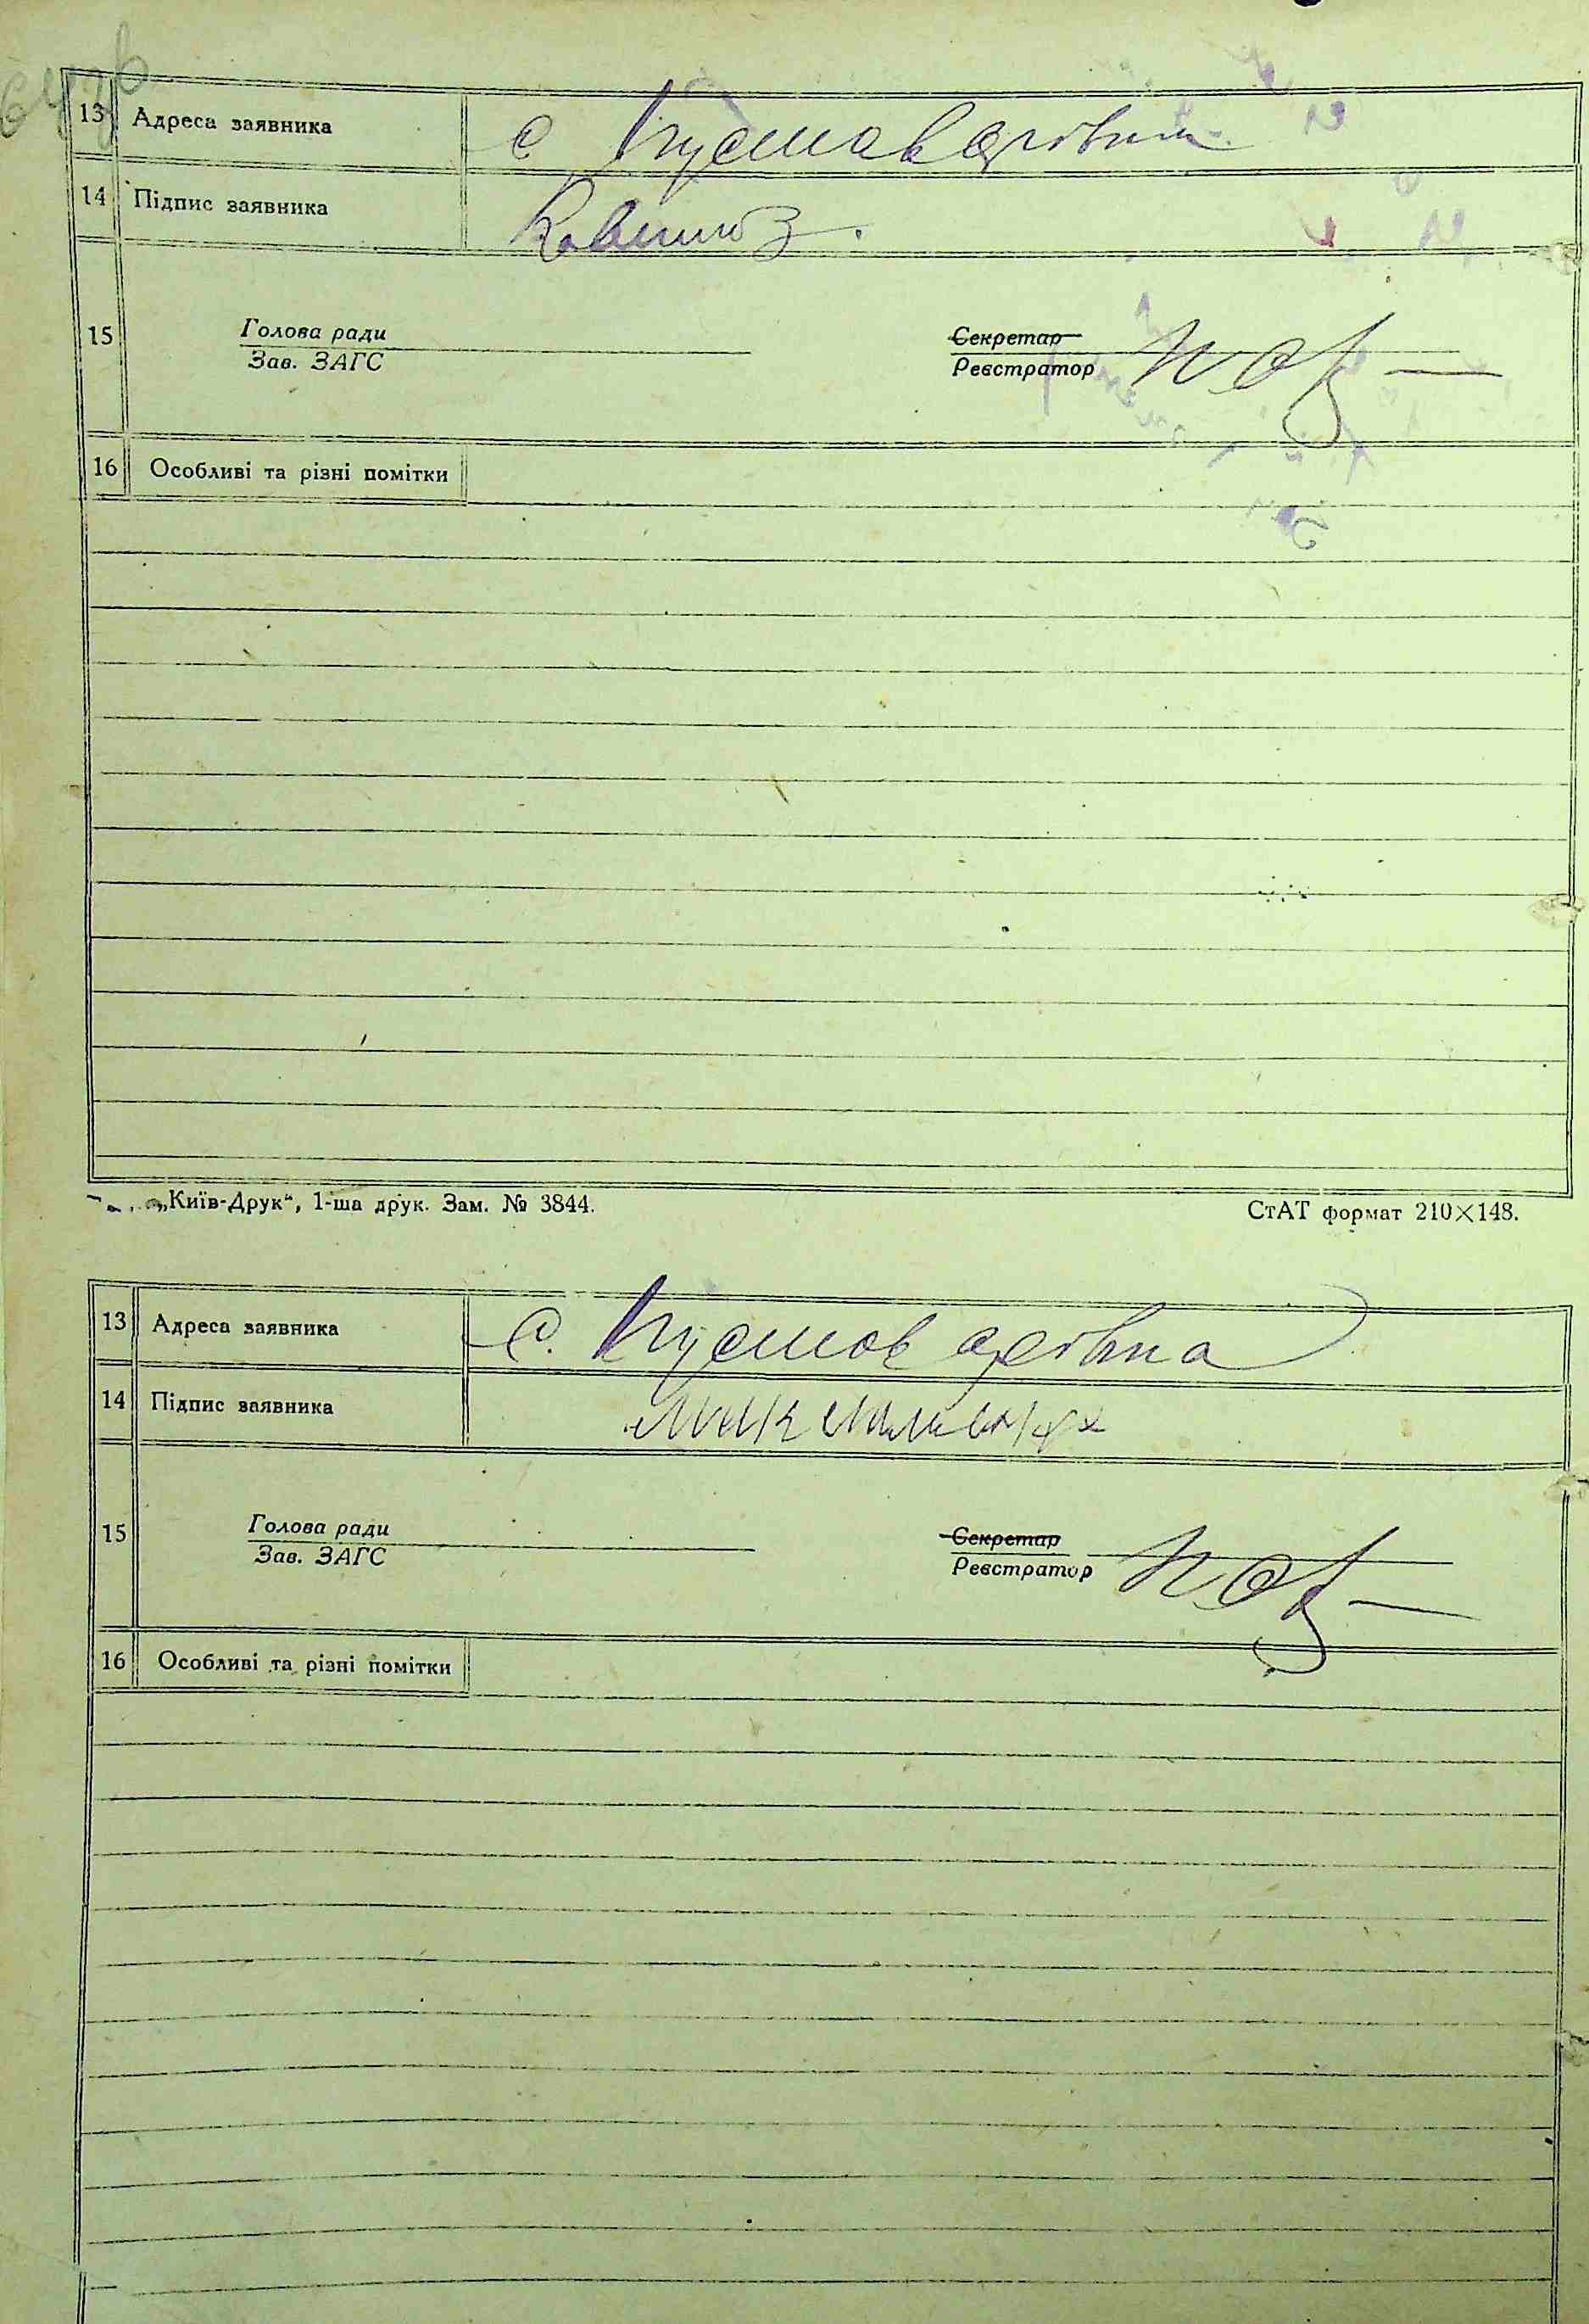 13 Адреса заявника с Пустоварівка
14 Підпис заявника
15 Голова ради Секретар
Зав. ЗАГС Реєстратор
16 Особливі та різні помітки
„Київ-Друк“, 1-ша друк. Зам. № 3844. СтАТ формат 210×148.
13 Адреса заявника с. Пустоварівка
14 Підпис заявника
15 Голова ради Секретар
Зав. ЗАГС Реєстратор
16 Особливі та різні помітки